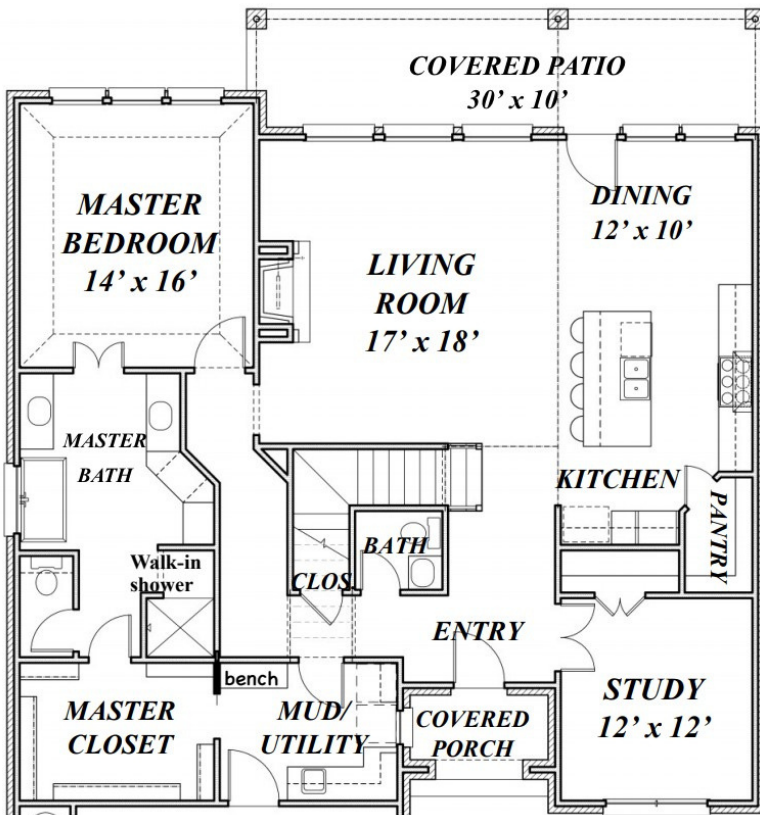 COVERED PATIO
30’ x 10’
MASTER
BEDROOM
14’ x 16’
LIVING
ROOM
17’ x 18’
DINING
12’ x 10’
MASTER
BATH
KITCHEN
PANTRY
Walk-in
shower
CLOS.
BATH
ENTRY
bench
MASTER
CLOSET
MUD/
UTILITY
COVERED
PORCH
STUDY
12’ x 12’